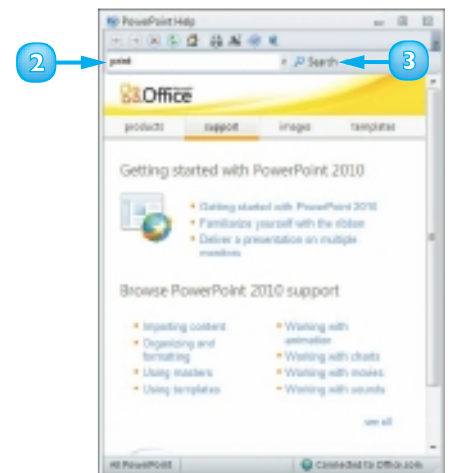 PowerPoint Help
2
print
Search
3
Office
products support images templates
Getting started with PowerPoint 2010
Getting started with PowerPoint 2010
Familiarize yourself with the ribbon
Deliver a presentation on multiple
monitors
Browse PowerPoint 2010 support
Importing content
Organizing and
formatting
Using masters
Using templates
Working with
animation
Working with charts
Working with movies
Working with sounds
see all
All PowerPoint
Connected to Office.com